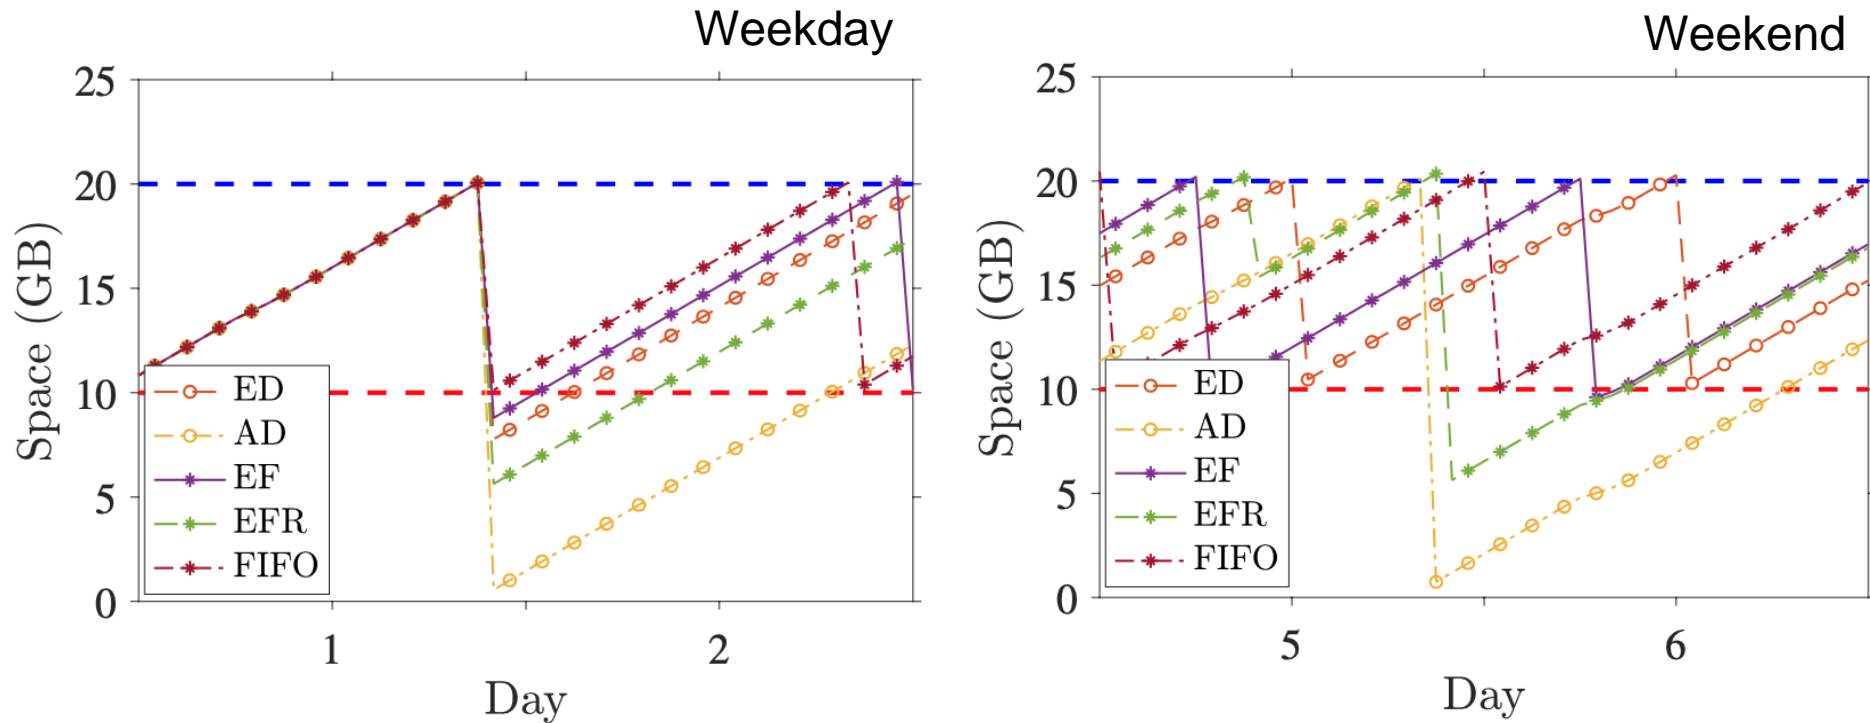 Weekday
25
20
15
10
5
0
Space (GB)
ED
AD
EF
EFR
FIFO
1
2
Day
Weekend
25
20
15
10
5
0
Space (GB)
ED
AD
EF
EFR
FIFO
5
6
Day